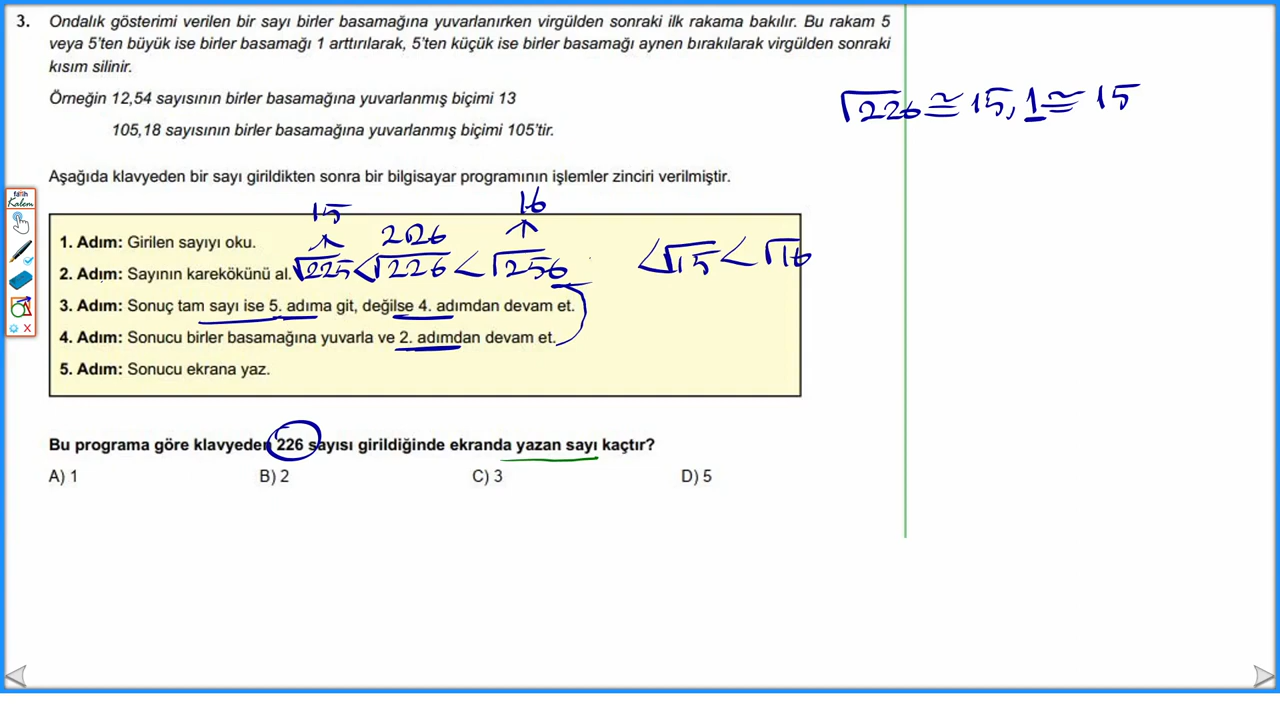 3. Ondalık gösterimi verilen bir sayı birler basamağına yuvarlanırken virgülden sonraki ilk rakama bakılır. Bu rakam 5
veya 5'ten büyük ise birler basamağı 1 arttırılarak, 5'ten küçük ise birler basamağı aynen bırakılarak virgülden sonraki
kısım silinir.
Örneğin 12,54 sayısının birler basamağına yuvarlanmış biçimi 13
105,18 sayısının birler basamağına yuvarlanmış biçimi 105'tir.
√226 ≅ 15,1 ≅ 15
Aşağıda klavyeden bir sayı girildikten sonra bir bilgisayar programının işlemler zinciri verilmiştir.
fatih
Kalem
15 16
1. Adım: Girilen sayıyı oku.
226
2. Adım: Sayının karekökünü al. √225 < √226 < √256 < √15 < √16
3. Adım: Sonuç tam sayı ise 5. adıma git, değilse 4. adımdan devam et.
4. Adım: Sonucu birler basamağına yuvarla ve 2. adımdan devam et.
5. Adım: Sonucu ekrana yaz.
Bu programa göre klavyeden 226 sayısı girildiğinde ekranda yazan sayı kaçtır?
A) 1 B) 2 C) 3 D) 5